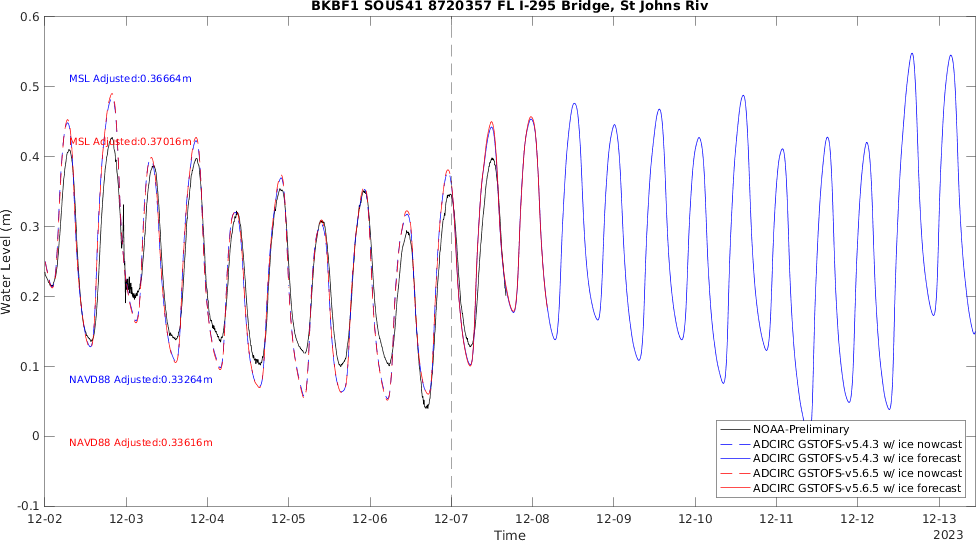 BKBF1 SOUS41 8720357 FL I-295 Bridge, St Johns Riv
0.6
0.5
0.4
0.3
0.2
0.1
0
-0.1
Water Level (m)
MSL Adjusted:0.36664m
MSL Adjusted:0.37016m
NAVD88 Adjusted:0.33264m
NAVD88 Adjusted:0.33616m
NOAA-Preliminary
ADCIRC GSTOFS-v5.4.3 w/ ice nowcast
ADCIRC GSTOFS-v5.4.3 w/ ice forecast
ADCIRC GSTOFS-v5.6.5 w/ ice nowcast
ADCIRC GSTOFS-v5.6.5 w/ ice forecast
12-02 12-03 12-04 12-05 12-06 12-07 12-08 12-09 12-10 12-11 12-12 12-13
Time
2023